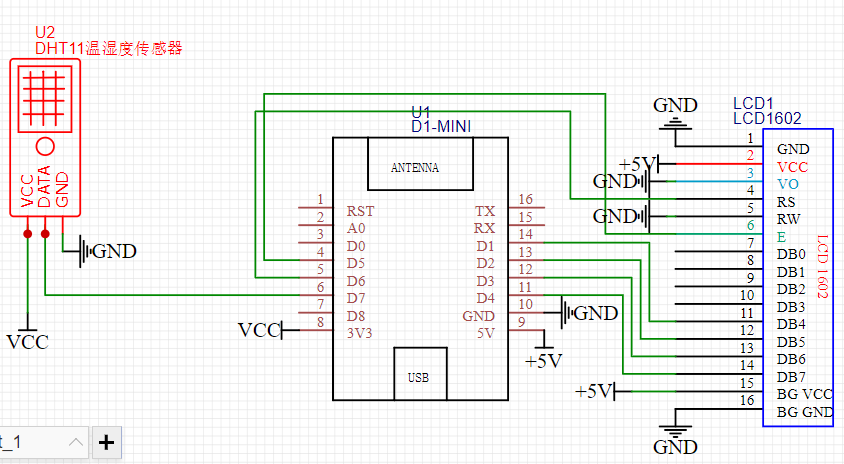 U2
DHT11温湿度传感器
VCC
DATA
GND
GND
VCC
U1
D1-MINI
ANTENNA
1 RST
2 A0
3 D0
4 D5
5 D6
6 D7
7 D8
8 3V3
VCC
16 TX
15 RX
14 D1
13 D2
12 D3
11 D4
10 GND
9 5V
GND
+5V
USB
LCD1
LCD1602
GND
+5V
GND
GND
1 GND
2 VCC
3 VO
4 RS
5 RW
6 E
7 DB0
8 DB1
9 DB2
10 DB3
11 DB4
12 DB5
13 DB6
14 DB7
15 BG VCC
16 BG GND
LCD 1602
+5V
GND
t_1
+